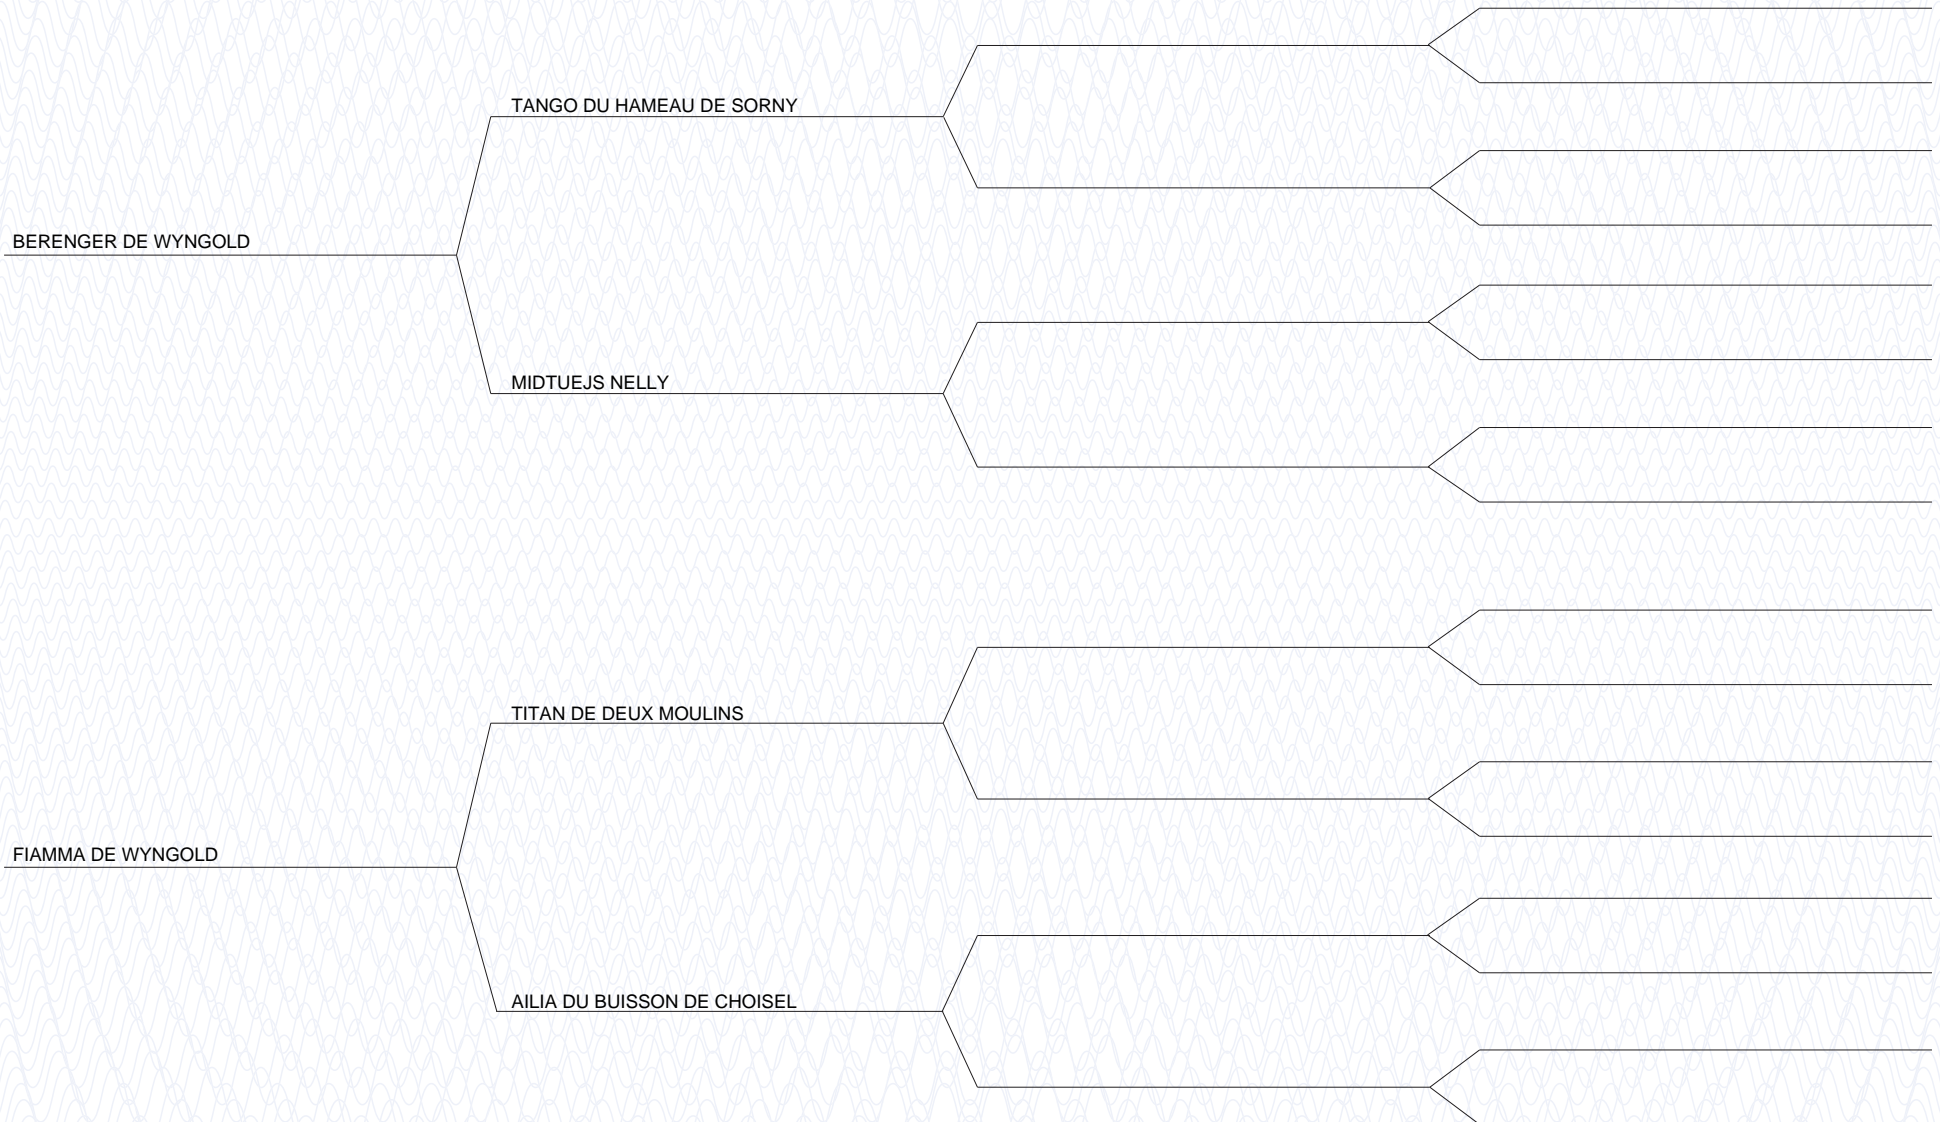 TANGO DU HAMEAU DE SORNY
BERENGER DE WYNGOLD
MIDTUEJS NELLY
TITAN DE DEUX MOULINS
FIAMMA DE WYNGOLD
AILIA DU BUISSON DE CHOISEL